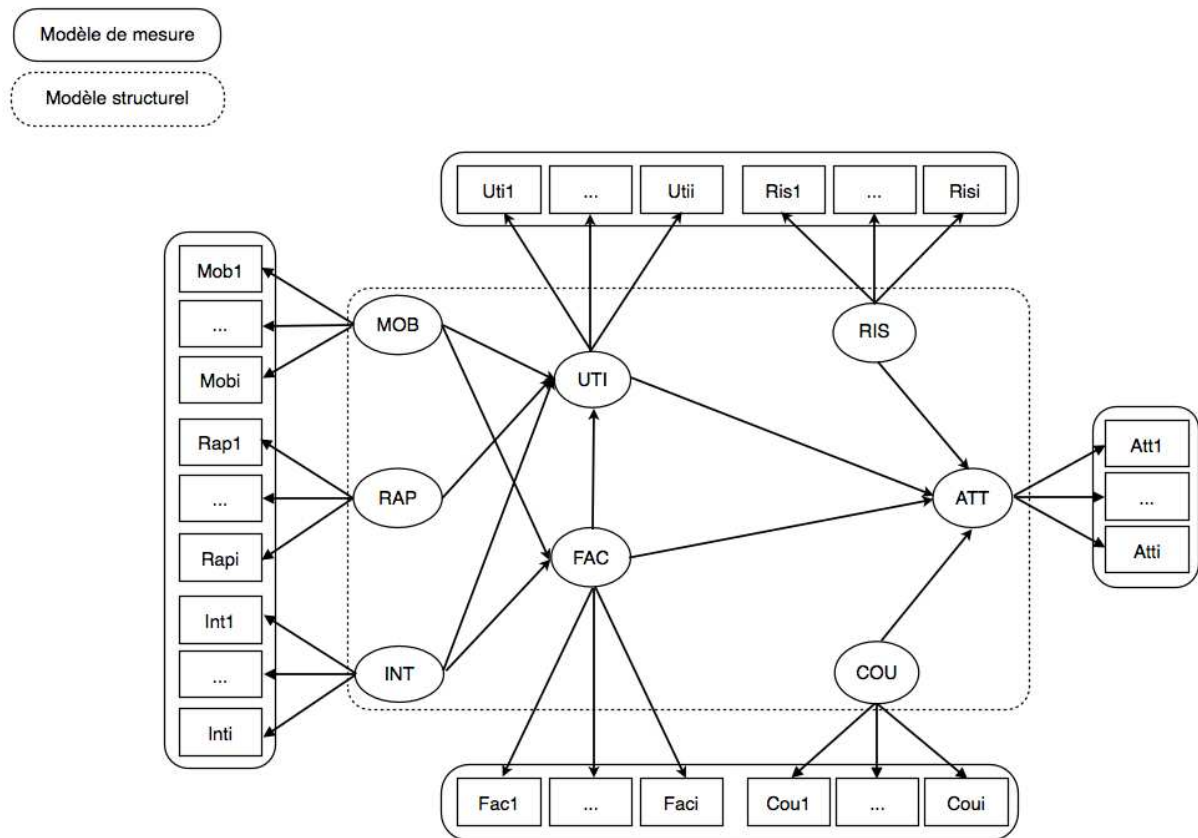 Modèle de mesure
Modèle structurel
Uti1 ... Utii Ris1 ... Risi
Mob1
...
Mobi
Rap1
...
Rapi
Int1
...
Inti
MOB
RAP
INT
UTI
FAC
RIS
ATT
COU
Att1
...
Atti
Fac1 ... Faci Cou1 ... Coui